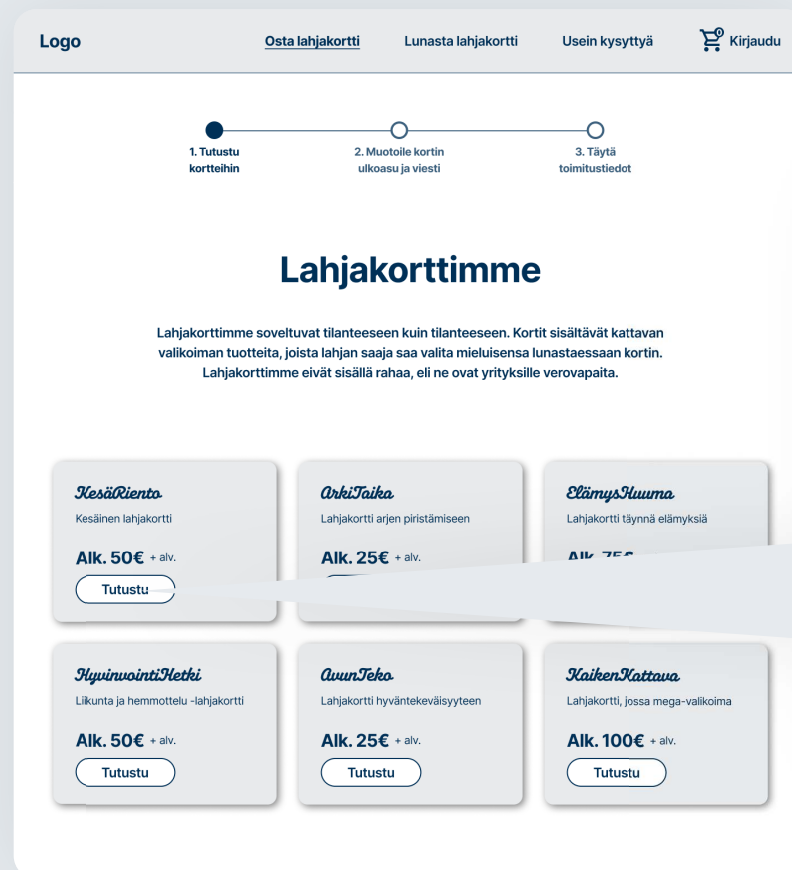 Logo
Osta lahjakortti
Lunasta lahjakortti
Usein kysyttyä
0
Kirjaudu
1. Tutustu
kortteihin
2. Muotoile kortin
ulkoasu ja viesti
3. Täytä
toimitustiedot
Lahjakorttimme
Lahjakorttimme soveltuvat tilanteeseen kuin tilanteeseen. Kortit sisältävät kattavan
valikoiman tuotteita, joista lahjan saaja saa valita mieluisensa lunastaessaan kortin.
Lahjakorttimme eivät sisällä rahaa, eli ne ovat yrityksille verovapaita.
KesäRiento
Kesäinen lahjakortti
Alk. 50€ + alv.
Tutustu
ArkiTaika
Lahjakortti arjen piristämiseen
Alk. 25€ + alv.
ElämysHuuma
Lahjakortti täynnä elämyksiä
Alk. 75€
HyvinvointiHetki
Liikunta ja hemmottelu -lahjakortti
Alk. 50€ + alv.
Tutustu
AvunTeko
Lahjakortti hyväntekeväisyyteen
Alk. 25€ + alv.
Tutustu
KaikenKattava
Lahjakortti, jossa mega-valikoima
Alk. 100€ + alv.
Tutustu